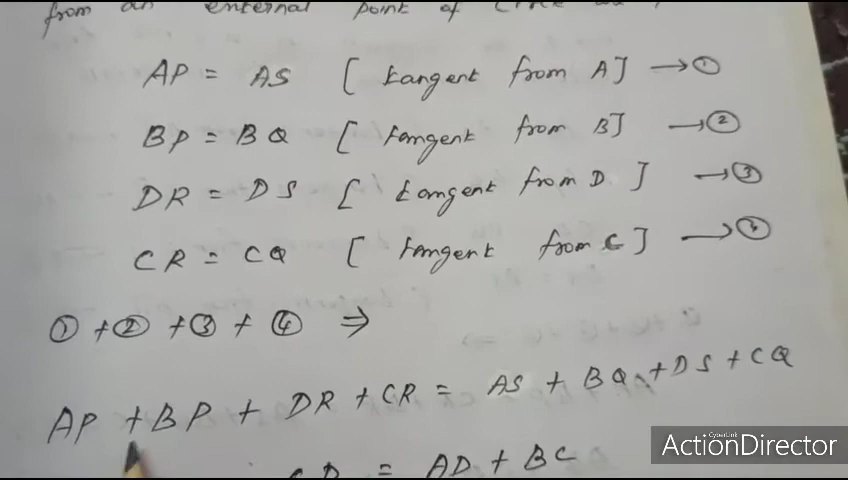 from an external point of
AP = AS [ tangent from A] → ①
BP = BQ [ tangent from B] → ②
DR = DS [ tangent from D ] → ③
CR = CQ [ tangent from C] → ④
① + ② + ③ + ④ ⇒
AP + BP + DR + CR = AS + BQ + DS + CQ
CD = AD + BC
CyberLink
ActionDirector